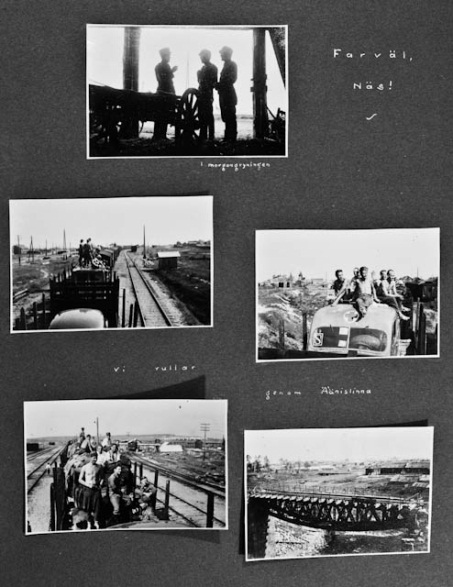 Farväl,
Näs!
i morgongryningen
vi rullar
genom Äänislinna